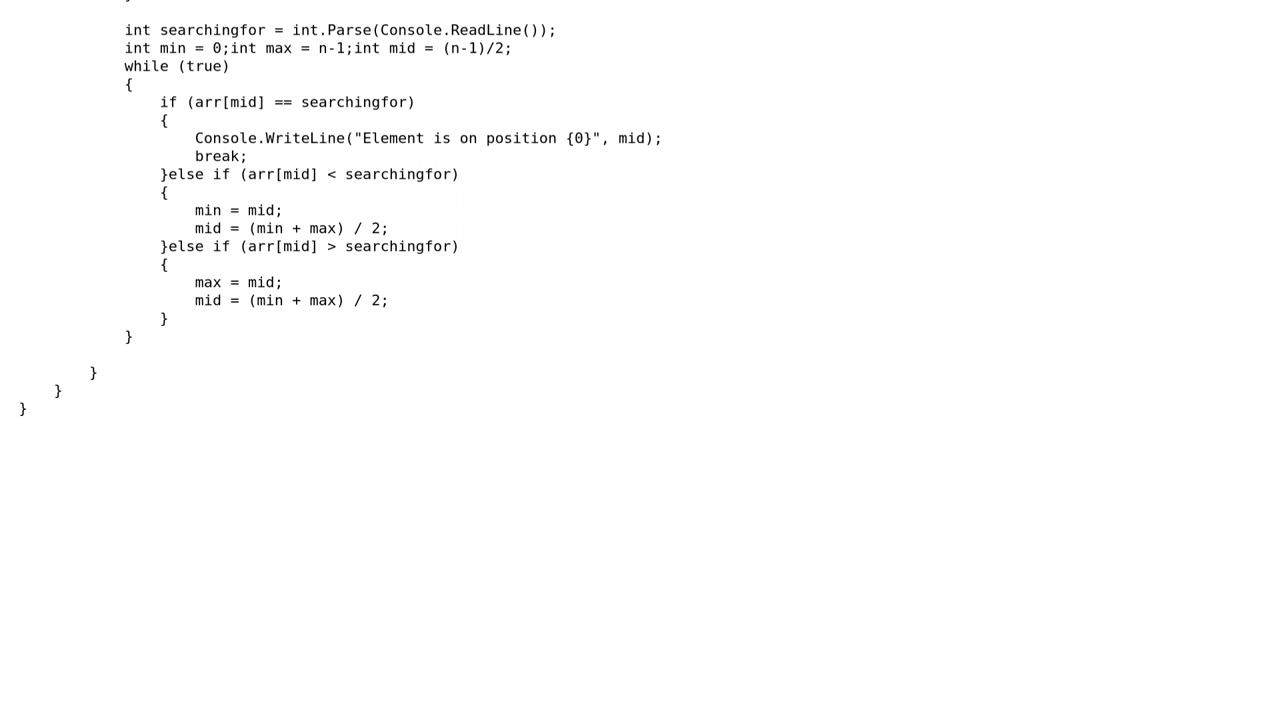 int searchingfor = int.Parse(Console.ReadLine());
int min = 0;int max = n-1;int mid = (n-1)/2;
while (true)
{
if (arr[mid] == searchingfor)
{
Console.WriteLine("Element is on position {0}", mid);
break;
}else if (arr[mid] < searchingfor)
{
min = mid;
mid = (min + max) / 2;
}else if (arr[mid] > searchingfor)
{
max = mid;
mid = (min + max) / 2;
}
}
}
}
}